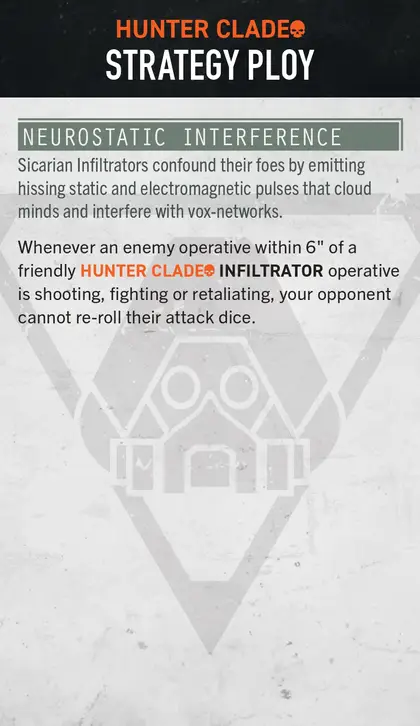 HUNTER CLADE
STRATEGY PLOY
NEUROSTATIC INTERFERENCE
Sicarian Infiltrators confound their foes by emitting
hissing static and electromagnetic pulses that cloud
minds and interfere with vox-networks.
Whenever an enemy operative within 6" of a
friendly HUNTER CLADE INFILTRATOR operative
is shooting, fighting or retaliating, your opponent
cannot re-roll their attack dice.